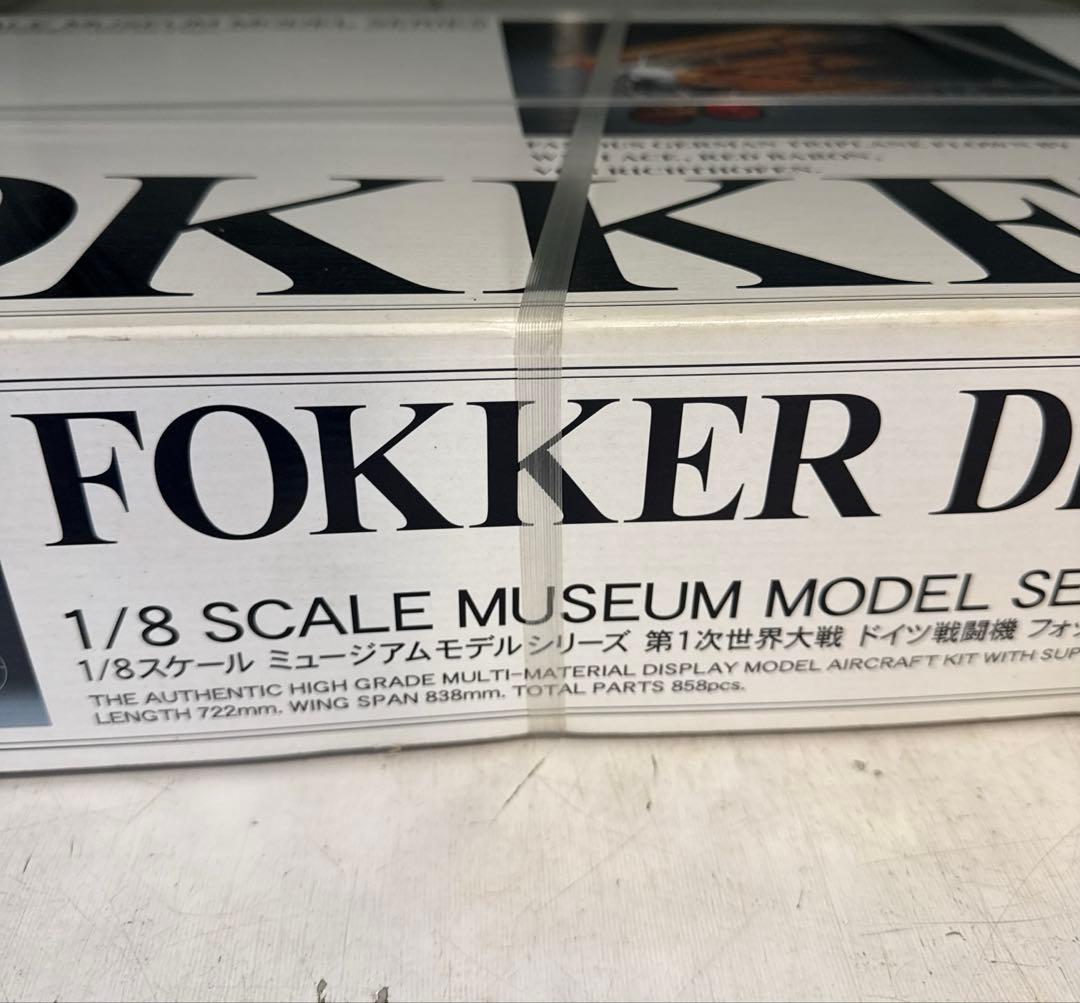 MUSEUM MODEL SERIES
FAMOUS GERMAN TRIPLANE FLOWN BY
ACE, RED BARON,
VON RICHTHOFEN.
OKKE
FOKKER D
1/8 SCALE MUSEUM MODEL SE
1/8スケール ミュージアムモデルシリーズ 第1次世界大戦 ドイツ戦闘機 フォッ
THE AUTHENTIC HIGH GRADE MULTI-MATERIAL DISPLAY MODEL AIRCRAFT KIT WITH SUP
LENGTH 722mm, WING SPAN 838mm, TOTAL PARTS 858pcs.